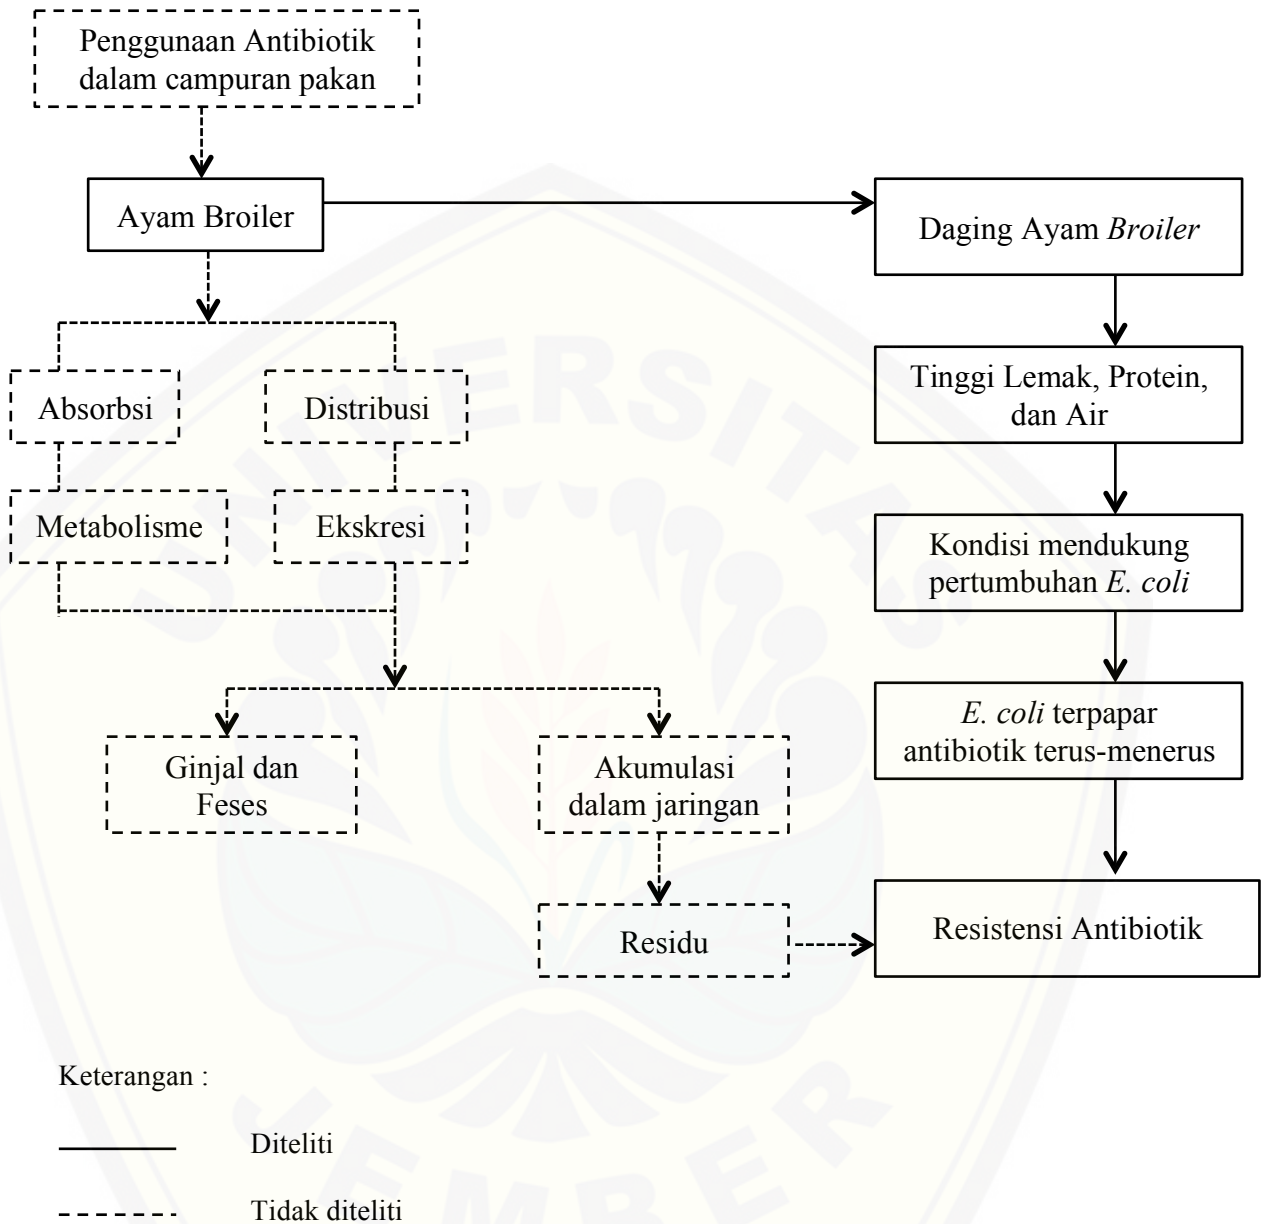 Penggunaan Antibiotik
dalam campuran pakan
Ayam Broiler
Daging Ayam Broiler
Tinggi Lemak, Protein,
dan Air
Absorbsi
Distribusi
Metabolisme
Ekskresi
Kondisi mendukung
pertumbuhan E. coli
E. coli terpapar
antibiotik terus-menerus
Ginjal dan
Feses
Akumulasi
dalam jaringan
Residu
Resistensi Antibiotik
Keterangan :
Diteliti
Tidak diteliti
UNIVERSITAS
JEMBER